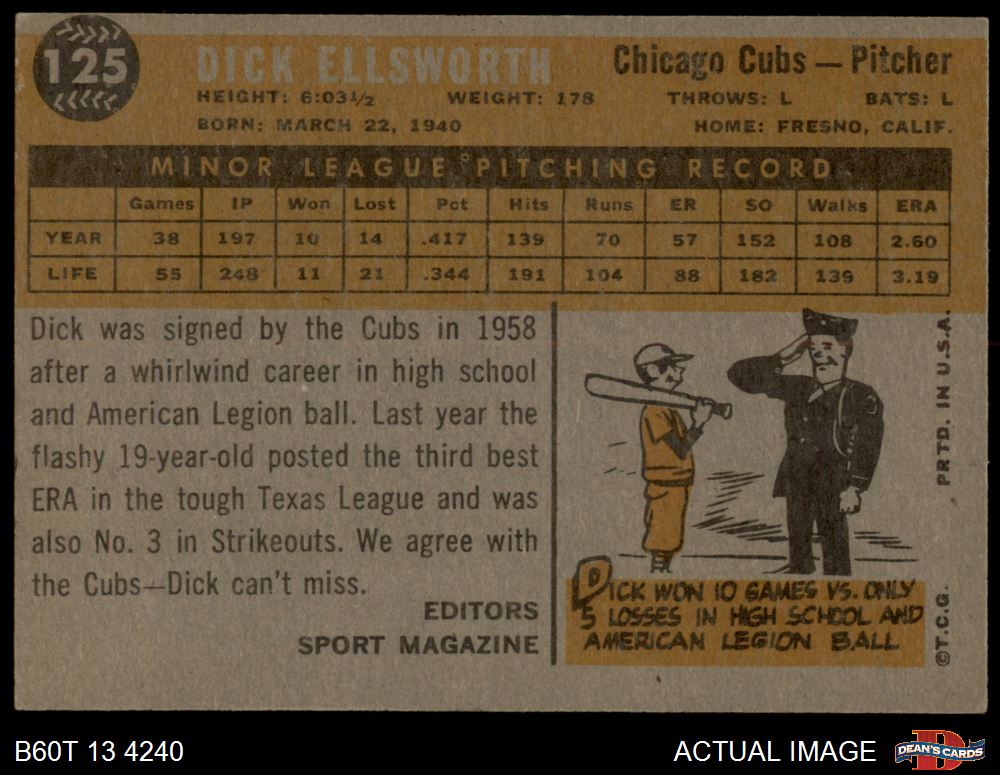 125
DICK ELLSWORTH
Chicago Cubs — Pitcher
HEIGHT: 6:03½ WEIGHT: 178 THROWS: L BATS: L
BORN: MARCH 22, 1940 HOME: FRESNO, CALIF.
MINOR LEAGUE PITCHING RECORD
Games IP Won Lost Pct Hits Runs ER SO Walks ERA
YEAR 38 197 10 14 .417 139 70 57 152 108 2.60
LIFE 55 248 11 21 .344 191 104 88 182 139 3.19
Dick was signed by the Cubs in 1958
after a whirlwind career in high school
and American Legion ball. Last year the
flashy 19-year-old posted the third best
ERA in the tough Texas League and was
also No. 3 in Strikeouts. We agree with
the Cubs—Dick can't miss.
EDITORS
SPORT MAGAZINE
DICK WON 10 GAMES VS. ONLY
5 LOSSES IN HIGH SCHOOL AND
AMERICAN LEGION BALL
©T.C.G. PRTD. IN U.S.A.
B60T 13 4240
ACTUAL IMAGE
DEAN'S CARDS